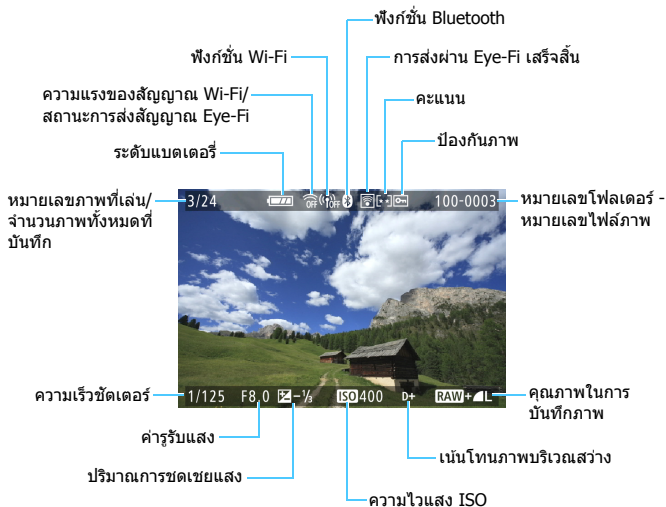 ฟังก์ชั่น Bluetooth
ฟังก์ชั่น Wi-Fi
การส่งผ่าน Eye-Fi เสร็จสิ้น
ความแรงของสัญญาณ Wi-Fi/
สถานะการส่งสัญญาณ Eye-Fi
คะแนน
ป้องกันภาพ
ระดับแบตเตอรี่
หมายเลขภาพที่เล่น/
จำนวนภาพทั้งหมดที่
บันทึก
3/24 OFF OFF 100-0003
หมายเลขโฟลเดอร์ -
หมายเลขไฟล์ภาพ
ความเร็วชัตเตอร์
1/125 F8.0 -⅓ ISO 400 D+ RAW+L
คุณภาพในการ
บันทึกภาพ
ค่ารูรับแสง
เน้นโทนภาพบริเวณสว่าง
ปริมาณการชดเชยแสง
ความไวแสง ISO